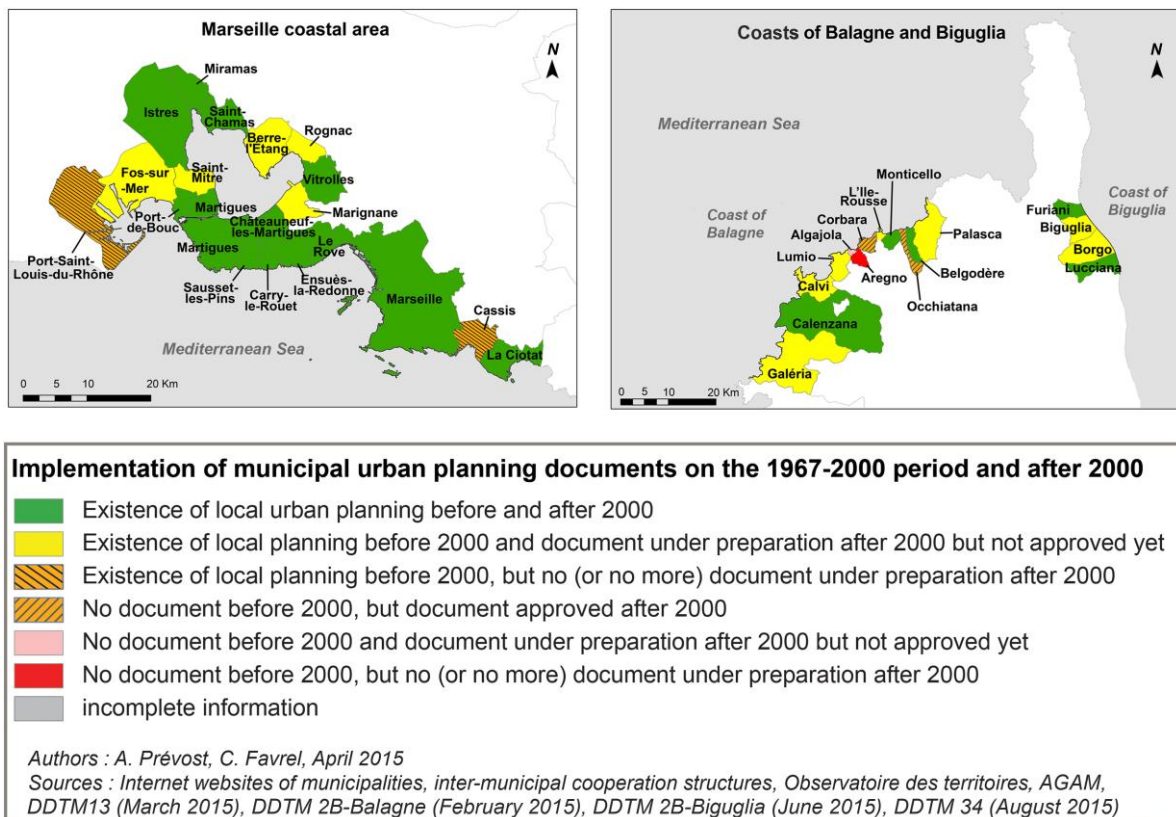 Marseille coastal area
N
Miramas
Istres
Saint-
Chamas
Berre-
l'Étang
Rognac
Fos-sur
-Mer
Saint-
Mitre
Vitrolles
Martigues
Marignane
Port-
de-Bouc
Châteauneuf-
les-Martigues
Martigues
Le
Rove
Port-Saint-
Louis-du-Rhône
Sausset-
les-Pins
Carry-
le-Rouet
Ensuès-
la-Redonne
Marseille
Cassis
La Ciotat
Mediterranean Sea
0 5 10 20 Km
Coasts of Balagne and Biguglia
N
Mediterranean Sea
Monticello
L'Ile-
Rousse
Coast of
Balagne
Corbara
Algajola
Lumio
Palasca
Furiani
Biguglia
Borgo
Lucciana
Coast of
Biguglia
Calvi
Aregno
Belgodère
Occhiatana
Calenzana
Galéria
0 5 10 20 Km
Implementation of municipal urban planning documents on the 1967-2000 period and after 2000
Existence of local urban planning before and after 2000
Existence of local planning before 2000 and document under preparation after 2000 but not approved yet
Existence of local planning before 2000, but no (or no more) document under preparation after 2000
No document before 2000, but document approved after 2000
No document before 2000 and document under preparation after 2000 but not approved yet
No document before 2000, but no (or no more) document under preparation after 2000
incomplete information
Authors : A. Prévost, C. Favrel, April 2015
Sources : Internet websites of municipalities, inter-municipal cooperation structures, Observatoire des territoires, AGAM,
DDTM13 (March 2015), DDTM 2B-Balagne (February 2015), DDTM 2B-Biguglia (June 2015), DDTM 34 (August 2015)